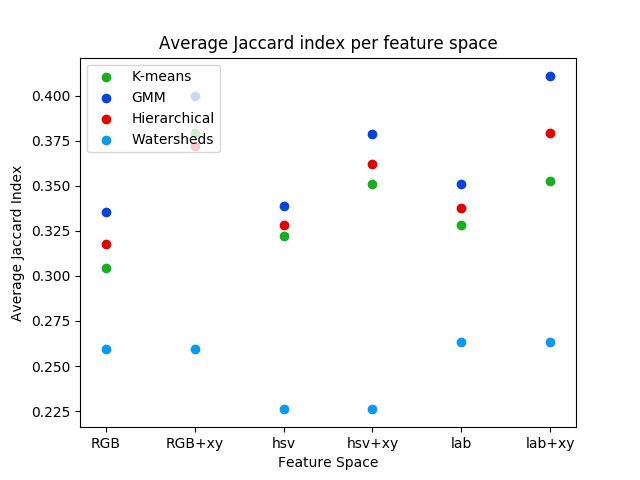 Average Jaccard index per feature space
K-means
GMM
Hierarchical
Watersheds
0.400
0.375
0.350
0.325
0.300
0.275
0.250
0.225
Average Jaccard Index
RGB
RGB+xy
hsv
hsv+xy
lab
lab+xy
Feature Space